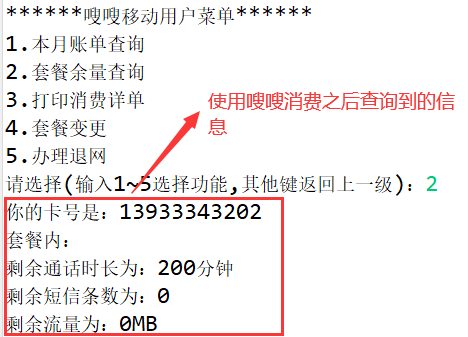 ******嗖嗖移动用户菜单******
1.本月账单查询
2.套餐余量查询
3.打印消费详单
4.套餐变更
5.办理退网
请选择(输入1~5选择功能,其他键返回上一级)：2
你的卡号是：13933343202
套餐内：
剩余通话时长为：200分钟
剩余短信条数为：0
剩余流量为：0MB
使用嗖嗖消费之后查询到的信
息